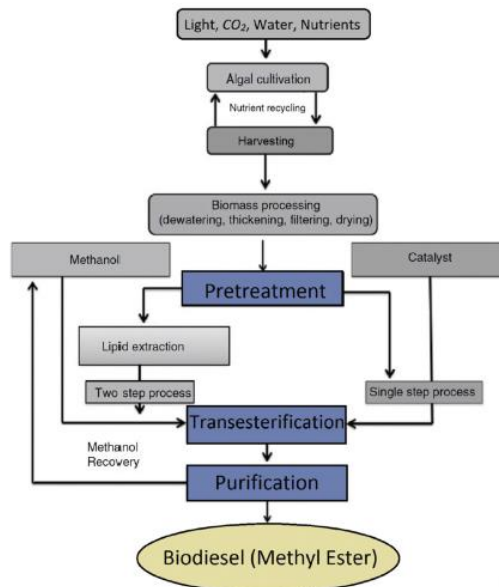 Light, CO₂, Water, Nutrients
Algal cultivation
Nutrient recycling
Harvesting
Biomass processing
(dewatering, thickening, filtering, drying)
Methanol
Catalyst
Pretreatment
Lipid extraction
Two step process
Single step process
Transesterification
Methanol
Recovery
Purification
Biodiesel (Methyl Ester)